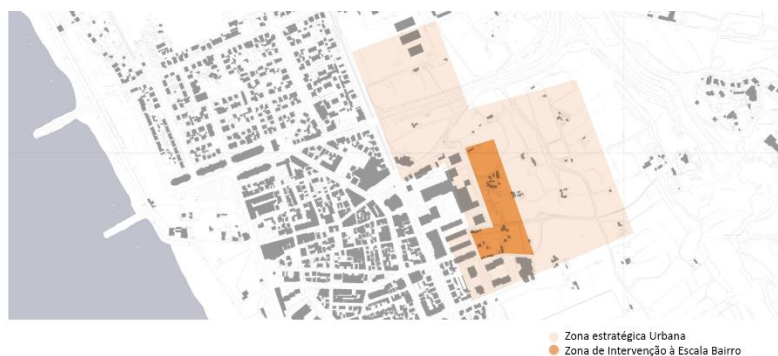 Zona estratégica Urbana
Zona de Intervenção à Escala Bairro